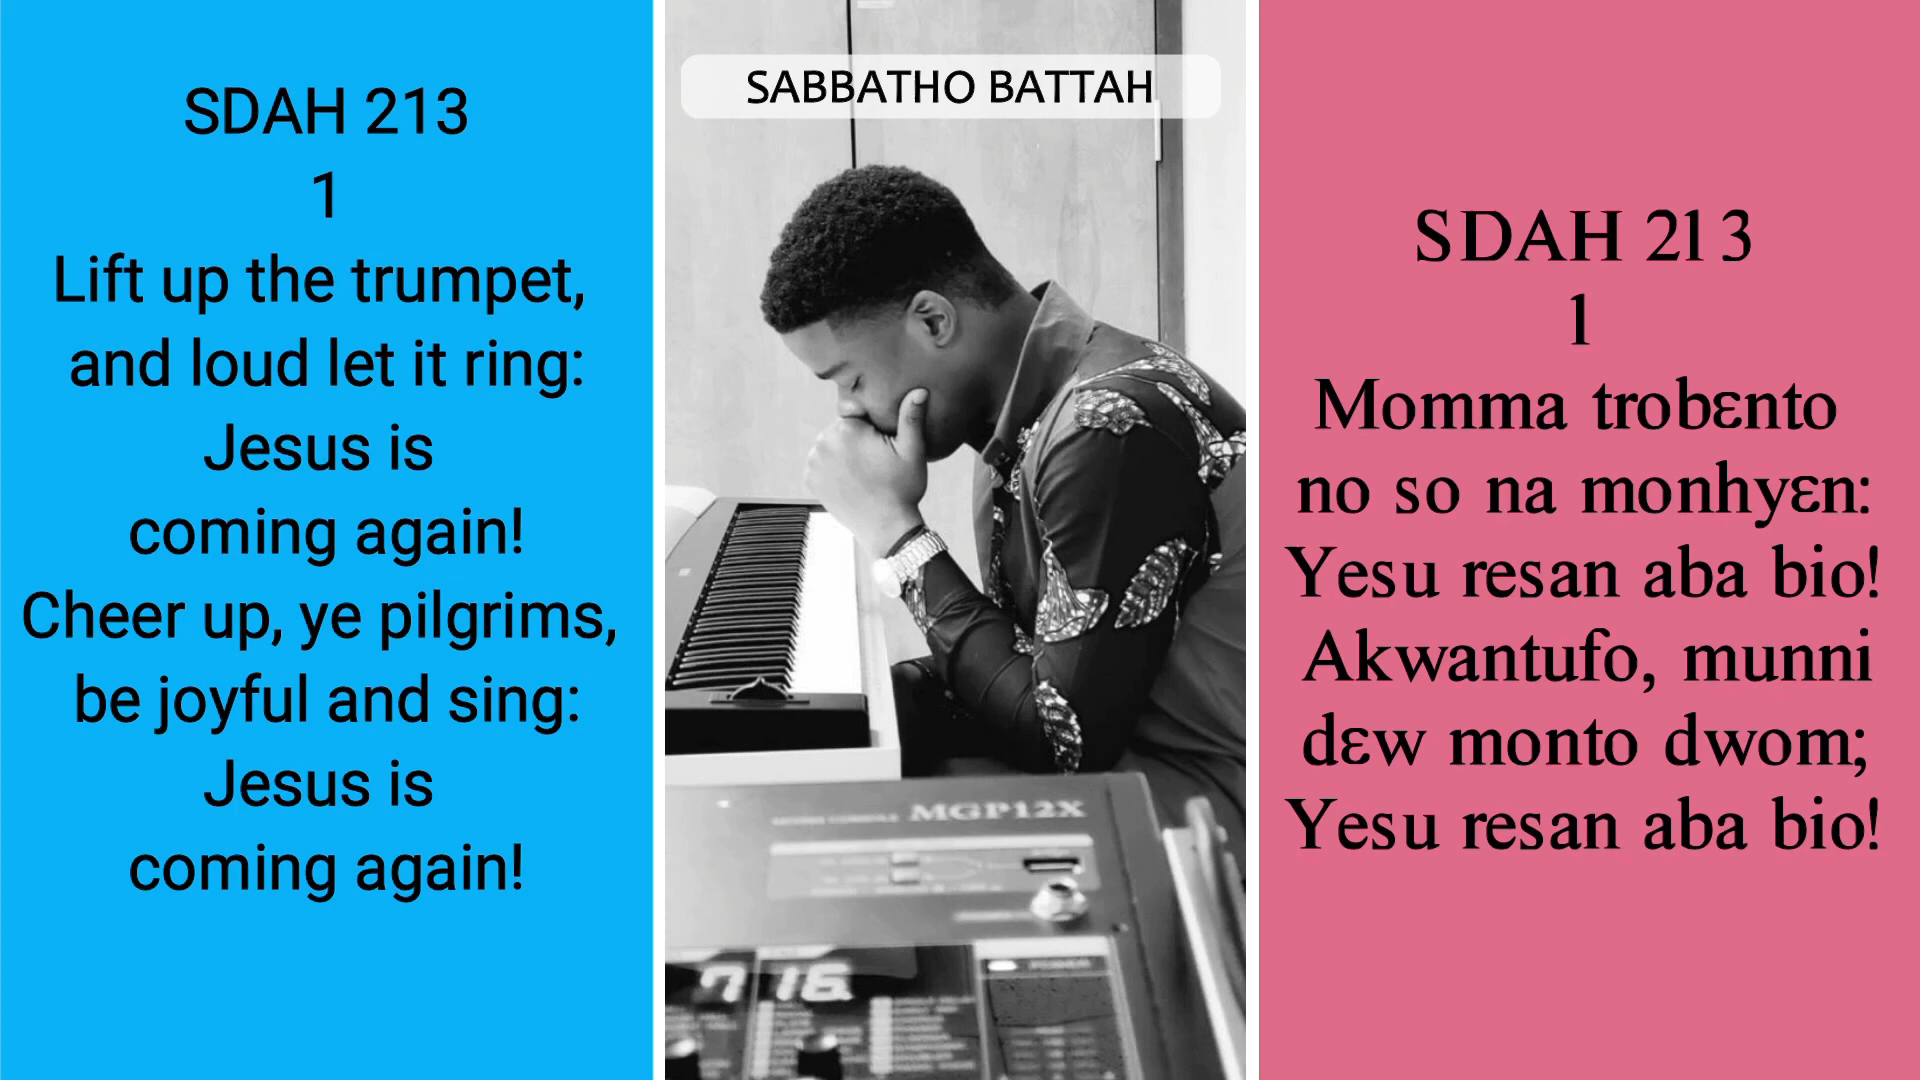 SDAH 213
1
Lift up the trumpet,
and loud let it ring:
Jesus is
coming again!
Cheer up, ye pilgrims,
be joyful and sing:
Jesus is
coming again!
SABBATHO BATTAH
MGP12X
716
SDAH 213
1
Momma trobɛnto
no so na monhyɛn:
Yesu resan aba bio!
Akwantufo, munni
dɛw monto dwom;
Yesu resan aba bio!